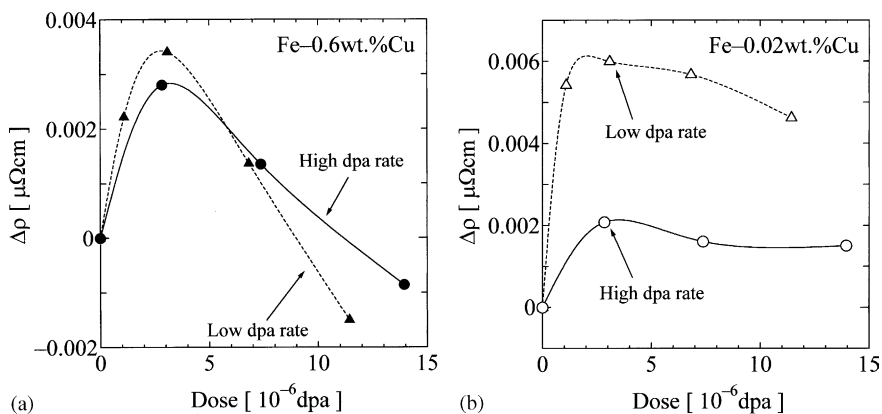 0.004
0.002
0
−0.002
Δρ [ μΩcm]
Fe−0.6wt.%Cu
High dpa rate
Low dpa rate
0 5 10 15
Dose [ 10⁻⁶dpa]
(a)
0.006
0.004
0.002
0
Δρ [ μΩcm]
Fe−0.02wt.%Cu
Low dpa rate
High dpa rate
0 5 10 15
Dose [ 10⁻⁶dpa]
(b)